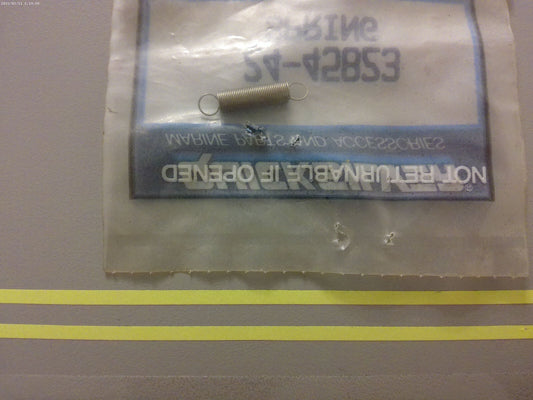 SPRING
24-45823
MARINE PARTS AND ACCESSORIES
NOT RETURNABLE IF OPENED